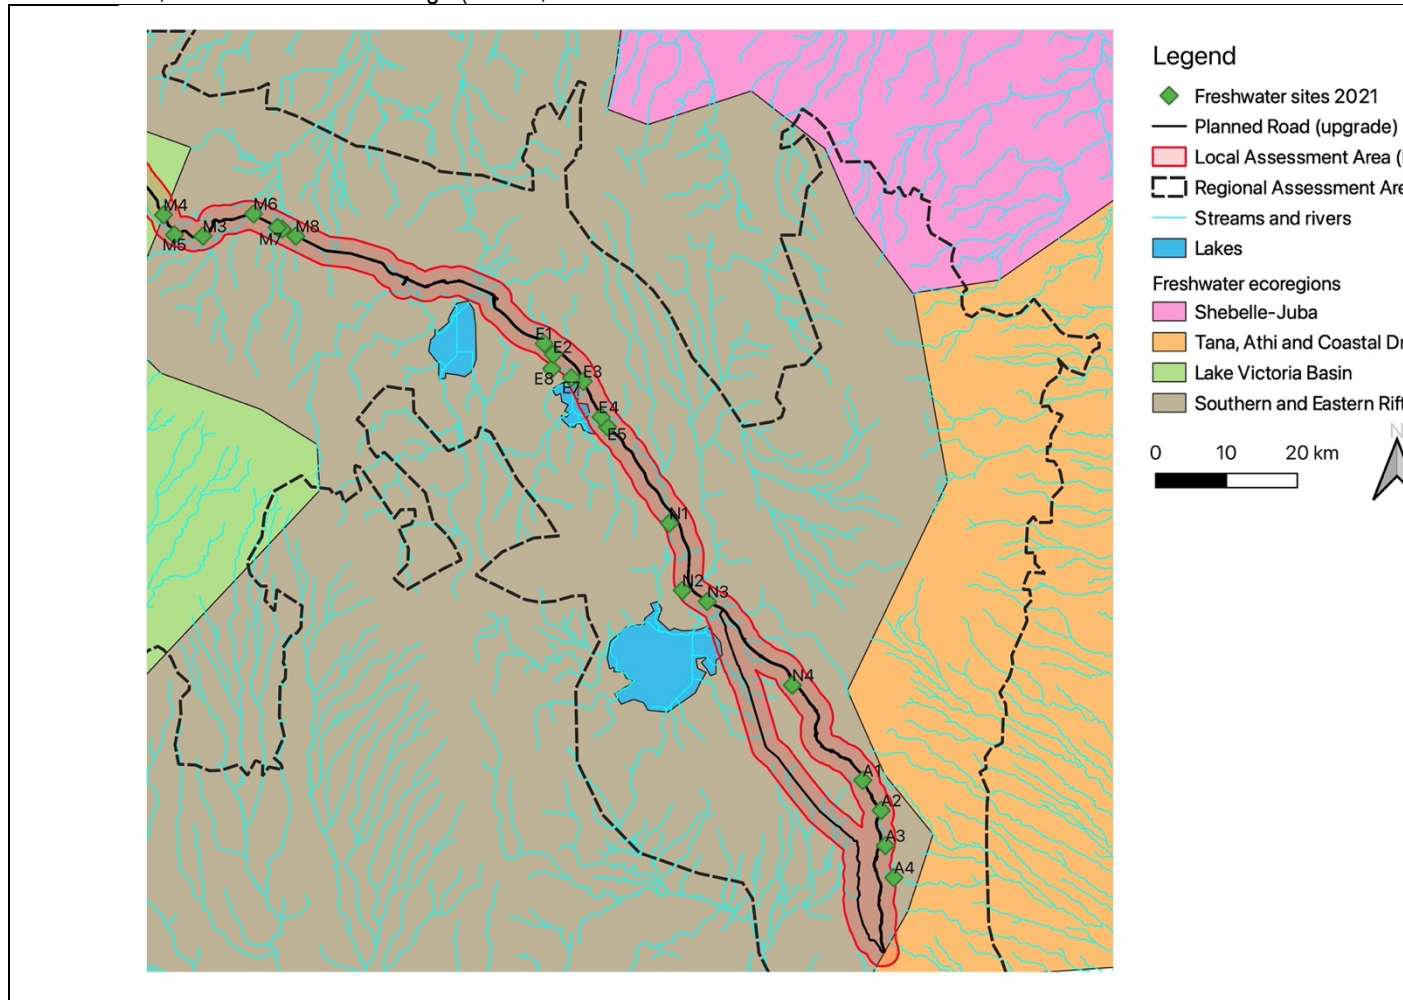 Legend
Freshwater sites 2021
Planned Road (upgrade)
Local Assessment Area (
Regional Assessment Are
Streams and rivers
Lakes
Freshwater ecoregions
Shebelle-Juba
Tana, Athi and Coastal Dr
Lake Victoria Basin
Southern and Eastern Rift
0 10 20 km
N
M4
M6
M5
M3
M7
M8
E1
E2
E8
E3
E7
E4
E5
N1
N2
N3
N4
A1
A2
A3
A4